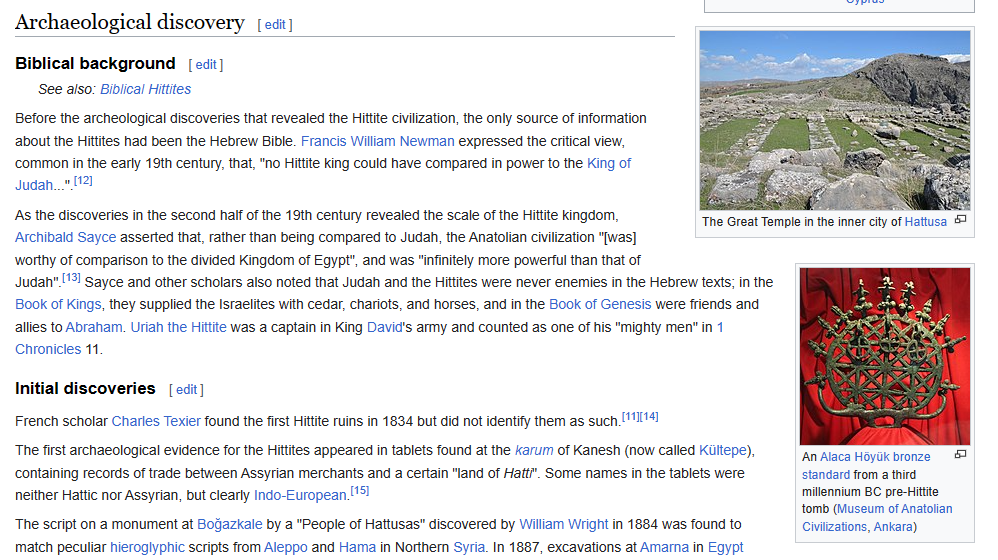 Cyprus
Archaeological discovery [ edit ]
Biblical background [ edit ]
See also: Biblical Hittites
Before the archeological discoveries that revealed the Hittite civilization, the only source of information
about the Hittites had been the Hebrew Bible. Francis William Newman expressed the critical view,
common in the early 19th century, that, "no Hittite king could have compared in power to the King of
Judah...".[12]
As the discoveries in the second half of the 19th century revealed the scale of the Hittite kingdom,
Archibald Sayce asserted that, rather than being compared to Judah, the Anatolian civilization "[was]
worthy of comparison to the divided Kingdom of Egypt", and was "infinitely more powerful than that of
Judah".[13] Sayce and other scholars also noted that Judah and the Hittites were never enemies in the Hebrew texts; in the
Book of Kings, they supplied the Israelites with cedar, chariots, and horses, and in the Book of Genesis were friends and
allies to Abraham. Uriah the Hittite was a captain in King David's army and counted as one of his "mighty men" in 1
Chronicles 11.
Initial discoveries [ edit ]
French scholar Charles Texier found the first Hittite ruins in 1834 but did not identify them as such.[11][14]
The first archaeological evidence for the Hittites appeared in tablets found at the karum of Kanesh (now called Kültepe),
containing records of trade between Assyrian merchants and a certain "land of Hatti". Some names in the tablets were
neither Hattic nor Assyrian, but clearly Indo-European.[15]
The script on a monument at Boğazkale by a "People of Hattusas" discovered by William Wright in 1884 was found to
match peculiar hieroglyphic scripts from Aleppo and Hama in Northern Syria. In 1887, excavations at Amarna in Egypt
The Great Temple in the inner city of Hattusa
An Alaca Höyük bronze
standard from a third
millennium BC pre-Hittite
tomb (Museum of Anatolian
Civilizations, Ankara)